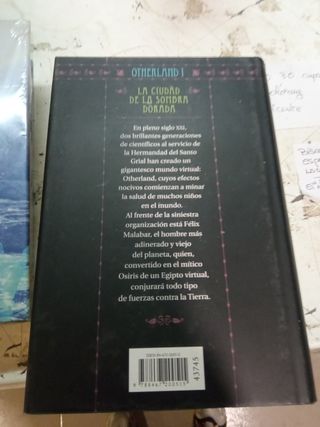 OTHERLAND 1
LA CIUDAD
DE LA SOMBRA
DORADA
En pleno siglo XXI,
dos brillantes generaciones
de científicos al servicio de
la Hermandad del Santo
Grial han creado un
gigantesco mundo virtual:
Otherland, cuyos efectos
nocivos comienzan a minar
la salud de muchos niños
en el mundo.
Al frente de la siniestra
organización está Félix
Malabar, el hombre más
adinerado y viejo
del planeta, quien,
convertido en el mítico
Osiris de un Egipto virtual,
conjurará todo tipo
de fuerzas contra la Tierra.
43745